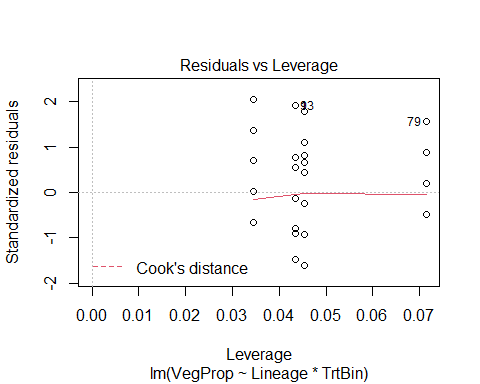 Residuals vs Leverage
Standardized residuals
2
1
0
-1
-2
93
79
Cook's distance
0.00 0.01 0.02 0.03 0.04 0.05 0.06 0.07
Leverage
lm(VegProp ~ Lineage * TrtBin)